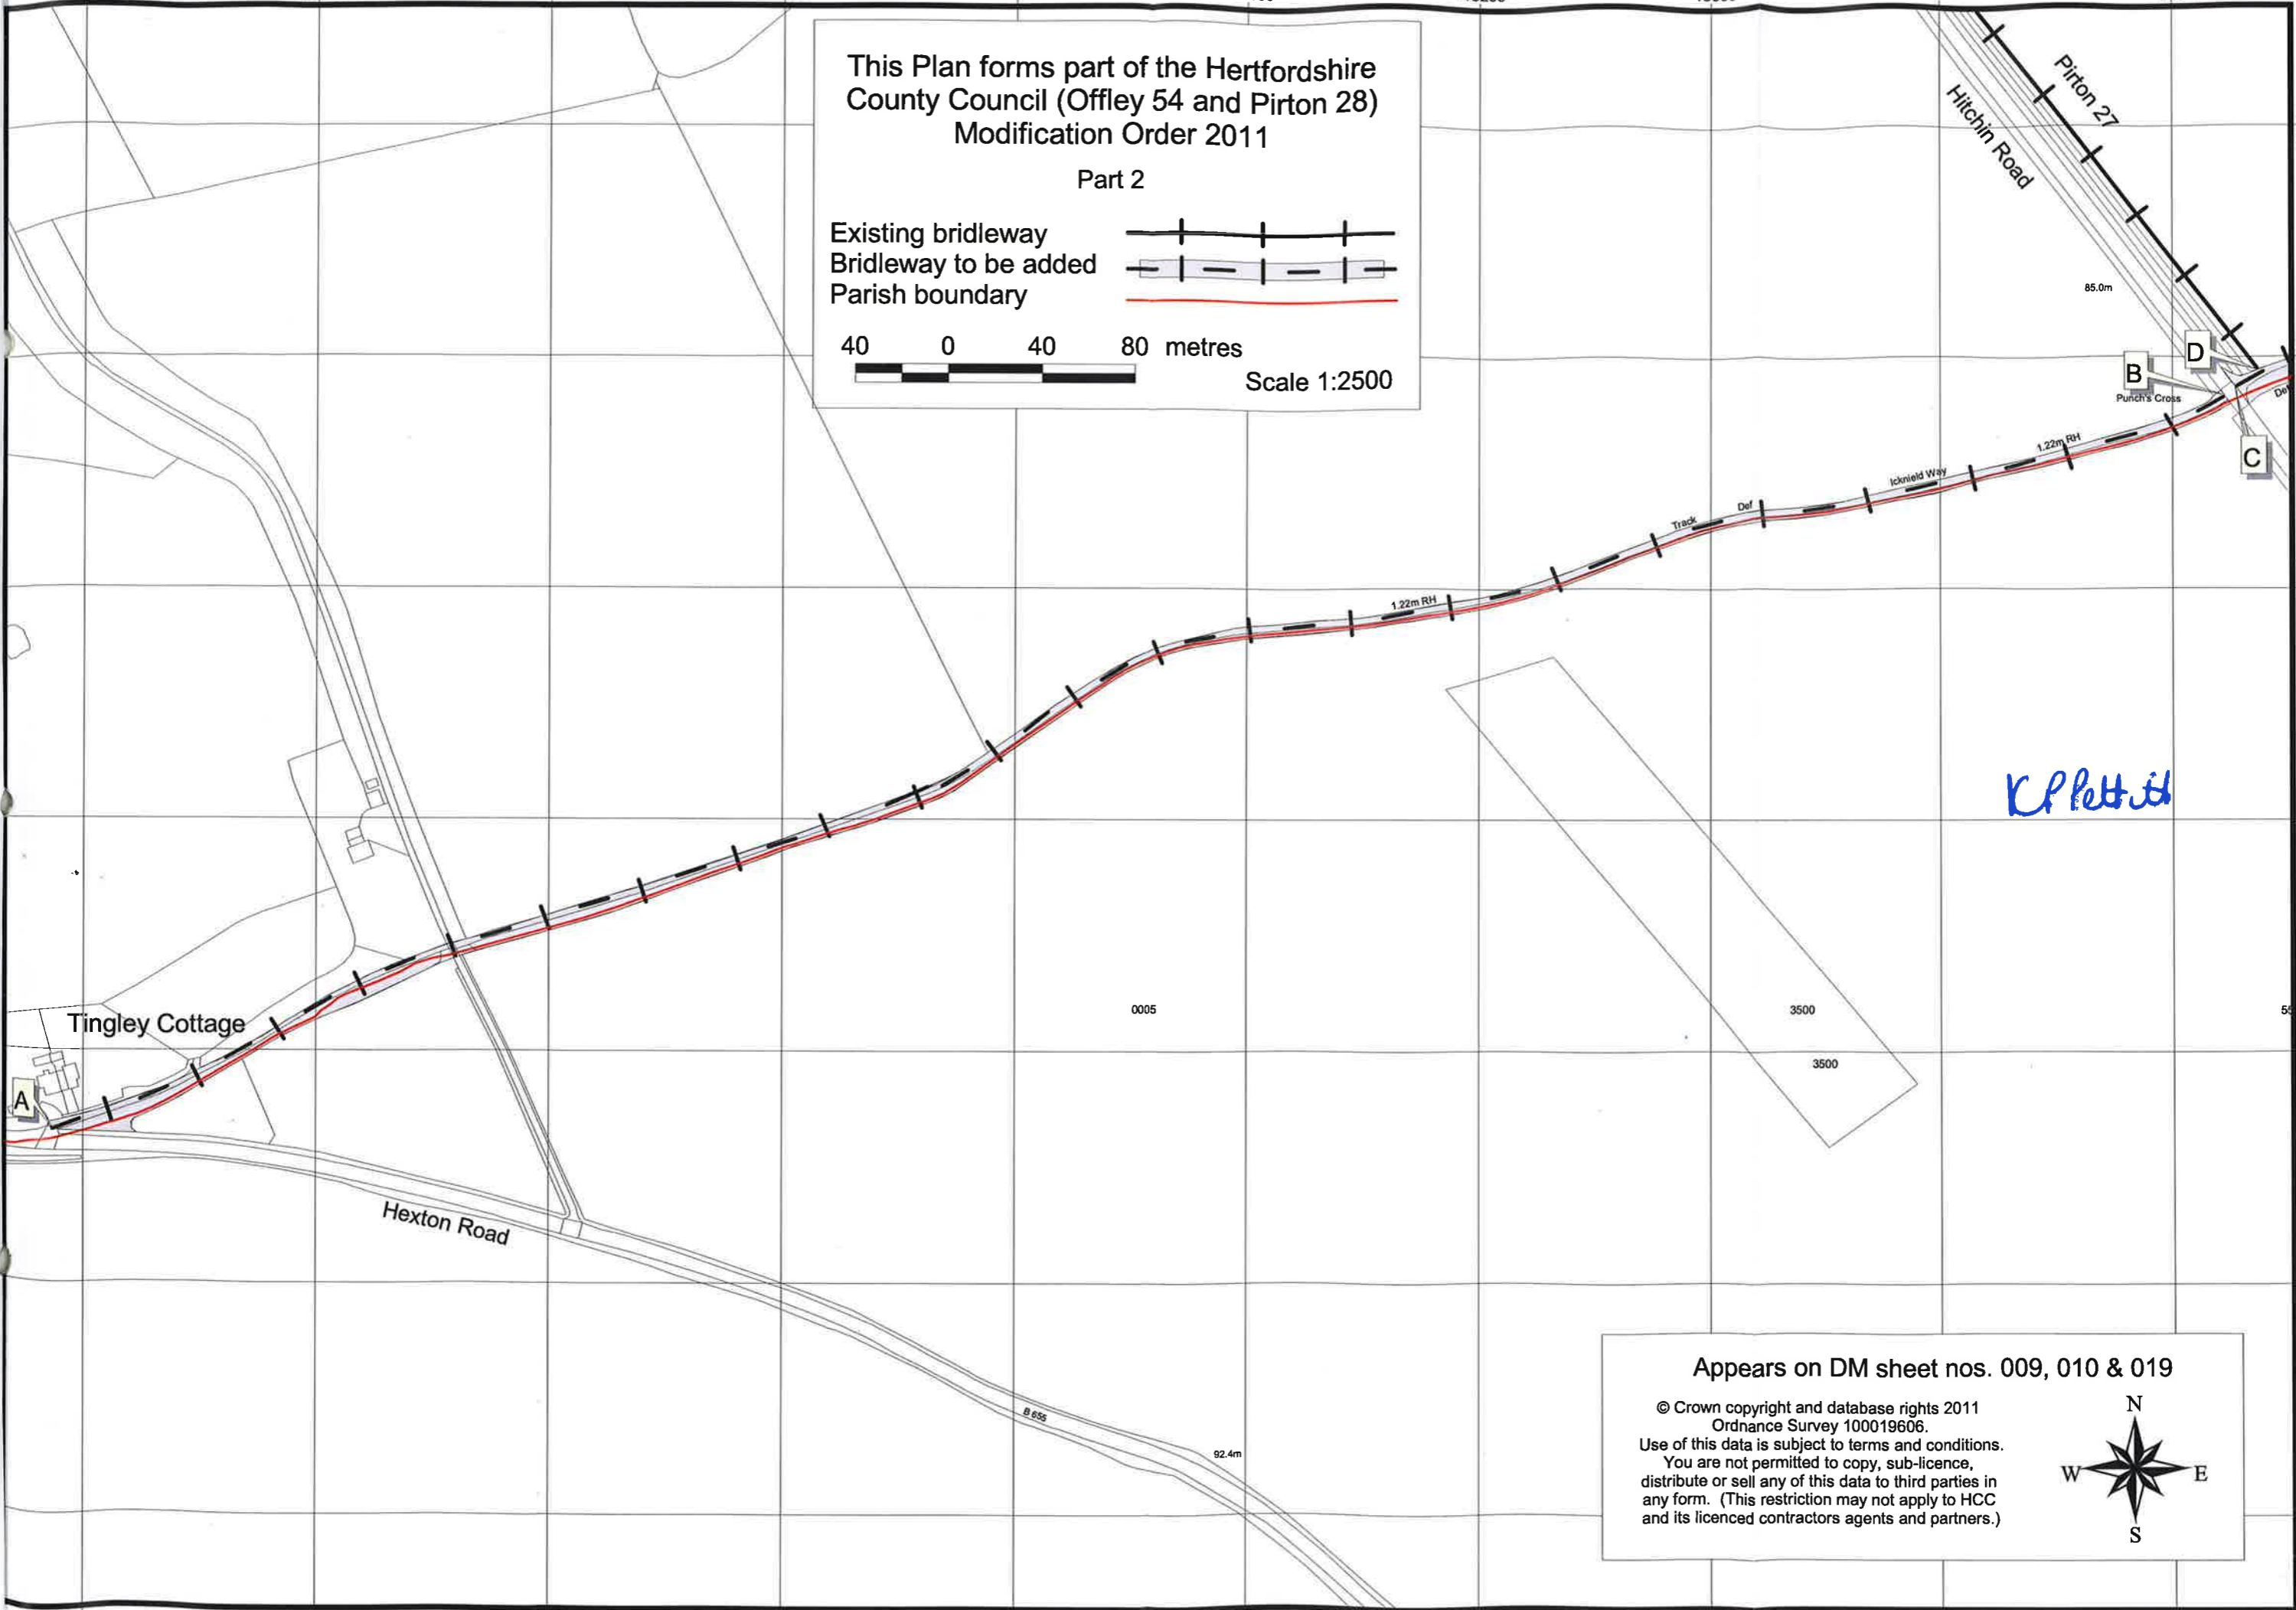 This Plan forms part of the Hertfordshire
County Council (Offley 54 and Pirton 28)
Modification Order 2011
Part 2
Existing bridleway
Bridleway to be added
Parish boundary
40 0 40 80 metres
Scale 1:2500
Pirton 27
Hitchin Road
85.0m
D
B
Punch's Cross
C
1.22m RH
Icknield Way
Def
Track
1.22m RH
Tingley Cottage
A
0005
3500
3500
Hexton Road
B 655
92.4m
Appears on DM sheet nos. 009, 010 & 019
© Crown copyright and database rights 2011
Ordnance Survey 100019606.
Use of this data is subject to terms and conditions.
You are not permitted to copy, sub-licence,
distribute or sell any of this data to third parties in
any form. (This restriction may not apply to HCC
and its licenced contractors agents and partners.)
N
W E
S